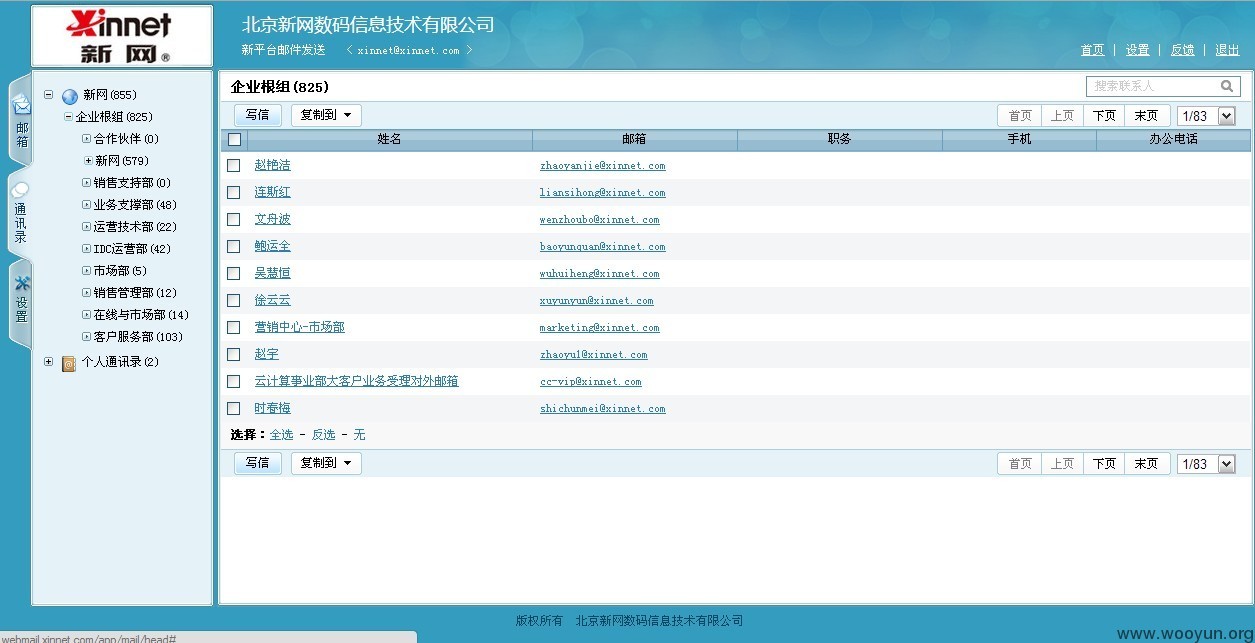 Xinnet
新 网®
北京新网数码信息技术有限公司
新平台邮件发送 < xinnet@xinnet.com >
首页 | 设置 | 反馈 | 退出
邮箱
通讯录
设置
新网(855)
企业根组(825)
合作伙伴(0)
新网(579)
销售支持部(0)
业务支撑部(48)
运营技术部(22)
IDC运营部(42)
市场部(5)
销售管理部(12)
在线与市场部(14)
客户服务部(103)
个人通讯录(2)
企业根组(825)
搜索联系人
写信 复制到 首页 上页 下页 末页 1/83
姓名 邮箱 职务 手机 办公电话
赵艳洁 zhaoyanjie@xinnet.com
连斯红 liansihong@xinnet.com
文舟波 wenzhoubo@xinnet.com
鲍运全 baoyunquan@xinnet.com
吴慧恒 wuhuiheng@xinnet.com
徐云云 xuyunyun@xinnet.com
营销中心-市场部 marketing@xinnet.com
赵宇 zhaoyu1@xinnet.com
云计算事业部大客户业务受理对外邮箱 cc-vip@xinnet.com
时春梅 shichunmei@xinnet.com
选择：全选 - 反选 - 无
写信 复制到 首页 上页 下页 末页 1/83
版权所有 北京新网数码信息技术有限公司
webmail.xinnet.com/app/mail/head#
www.wooyun.org